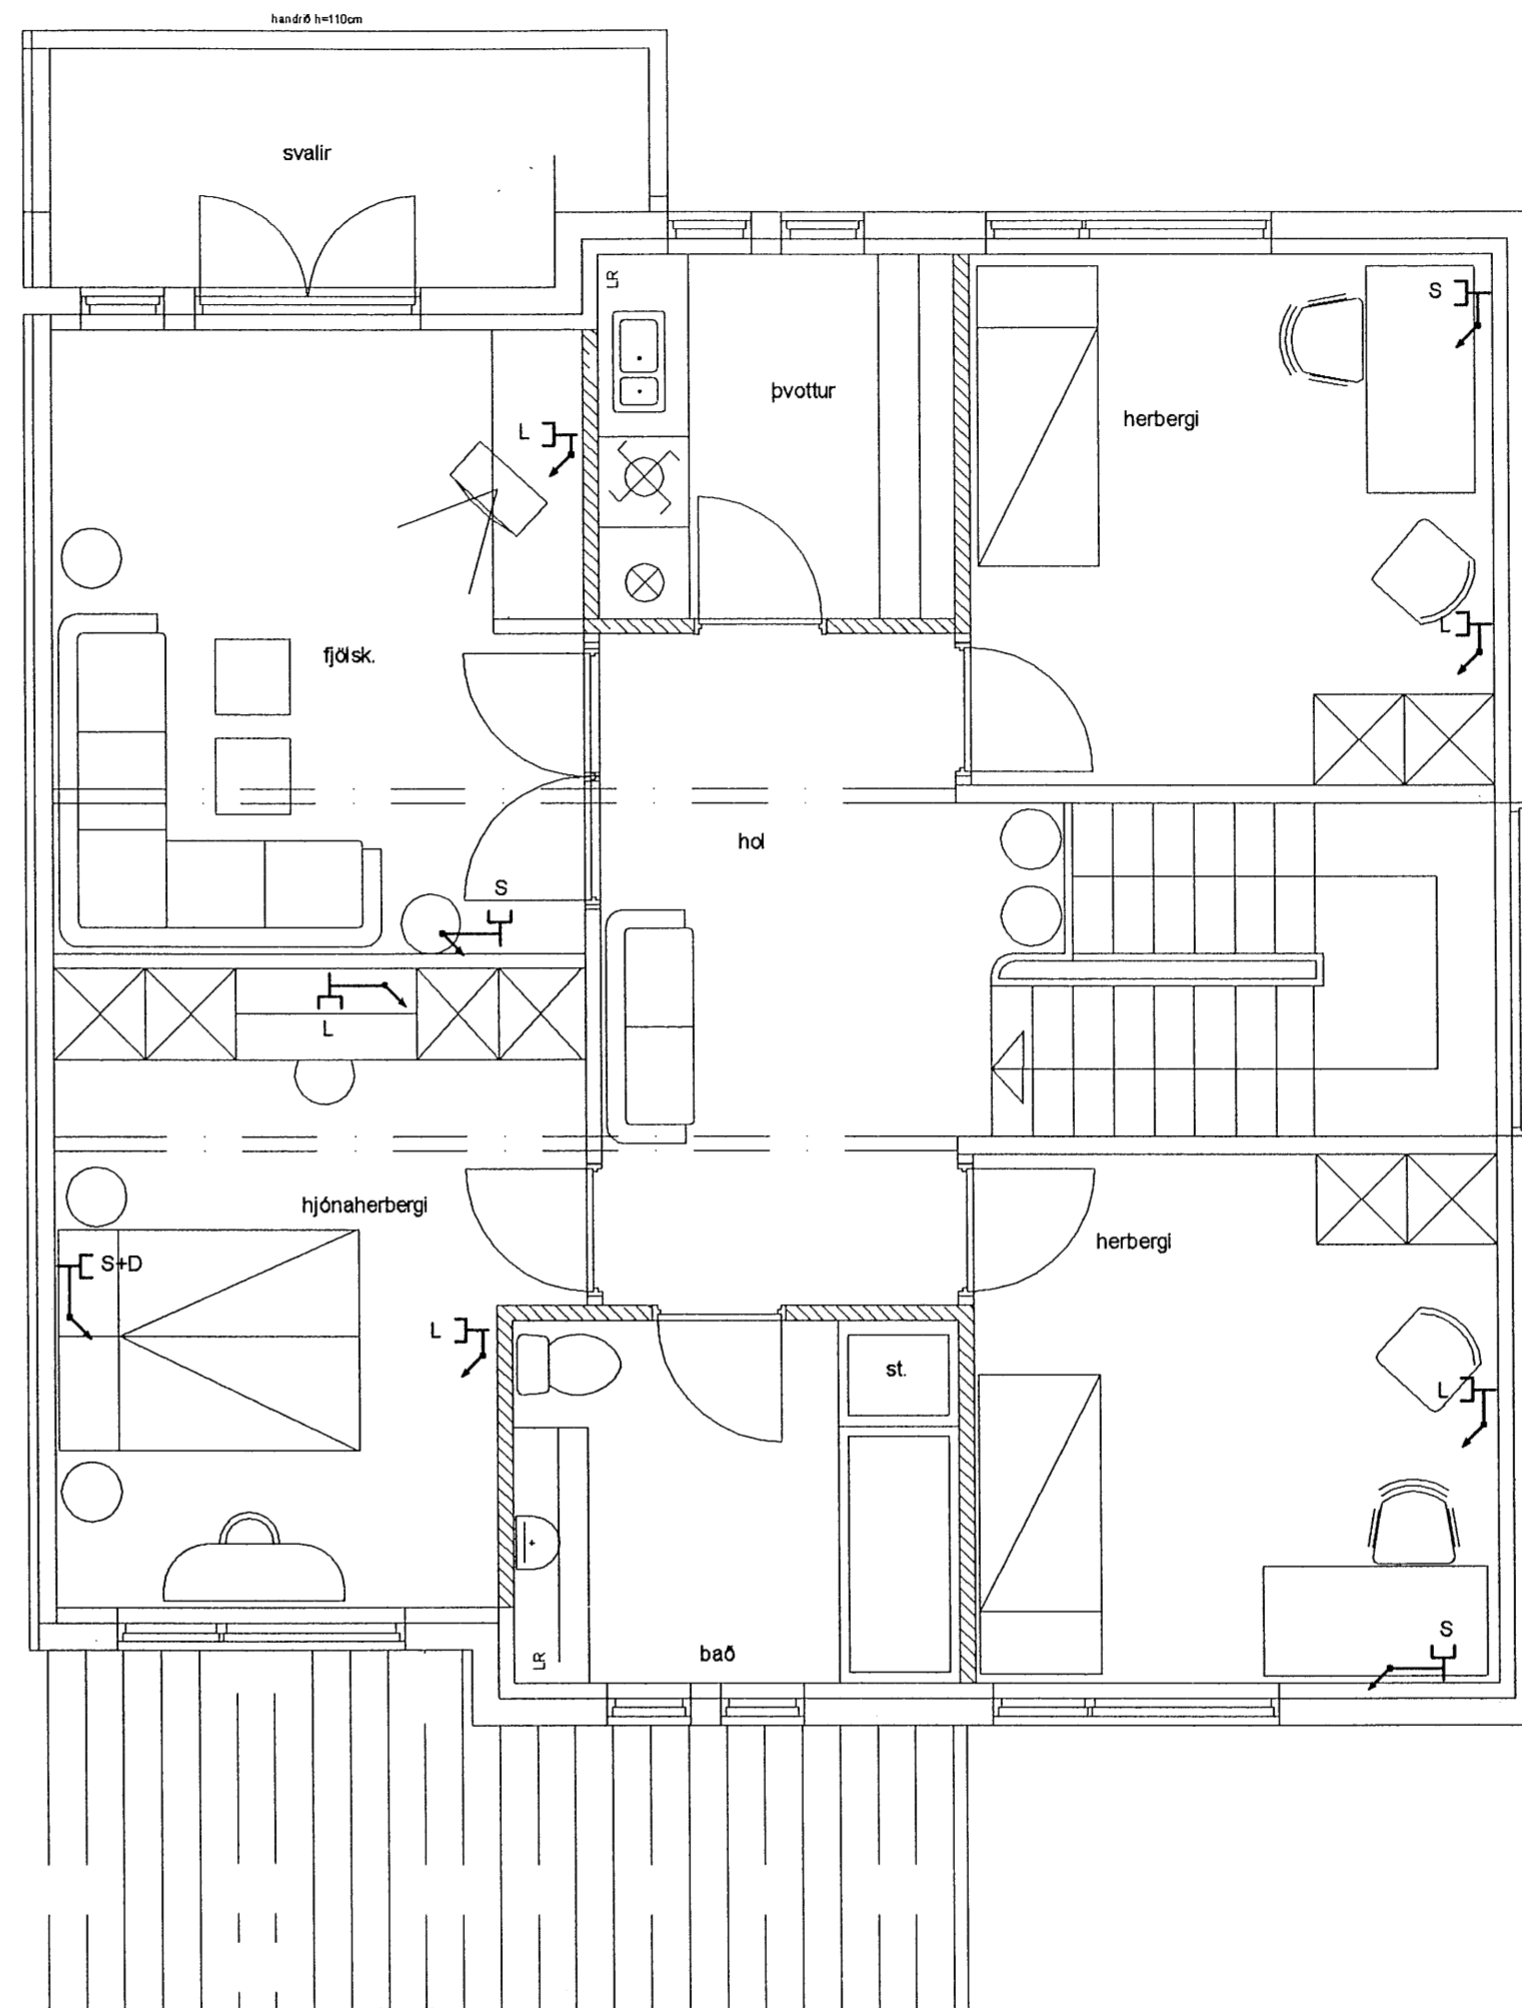 handrið h=110cm
svalir
LR
S
þvottur
herbergi
L
L
fjölsk.
hol
S
L
hjónaherbergi
herbergi
S+D
L
st.
L
S
LR
bað